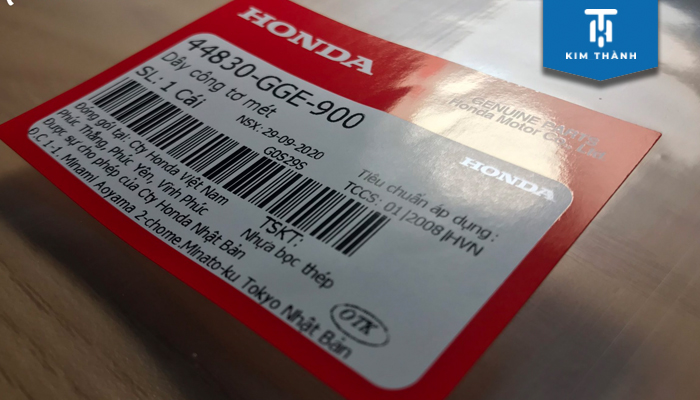 KIM THÀNH
HONDA
GENUINE PARTS
Honda Motor Co., Ltd.
44830-GGE-900
Dây công tơ mét
SL: 1 Cái
NSX: 29-09-2020
G0S29S
HONDA
Tiêu chuẩn áp dụng :
TCCS: 01|2008|HVN
Đóng gói tại: Cty Honda Việt Nam
Phúc Thắng, Phúc Yên, Vĩnh Phúc
Được sự cho phép của Cty Honda Nhật Bản
Đ.C 1-1, Minami Aoyama 2-chome,Minato-ku Tokyo Nhật Bản
TSKT:
Nhựa bọc thép
OTK